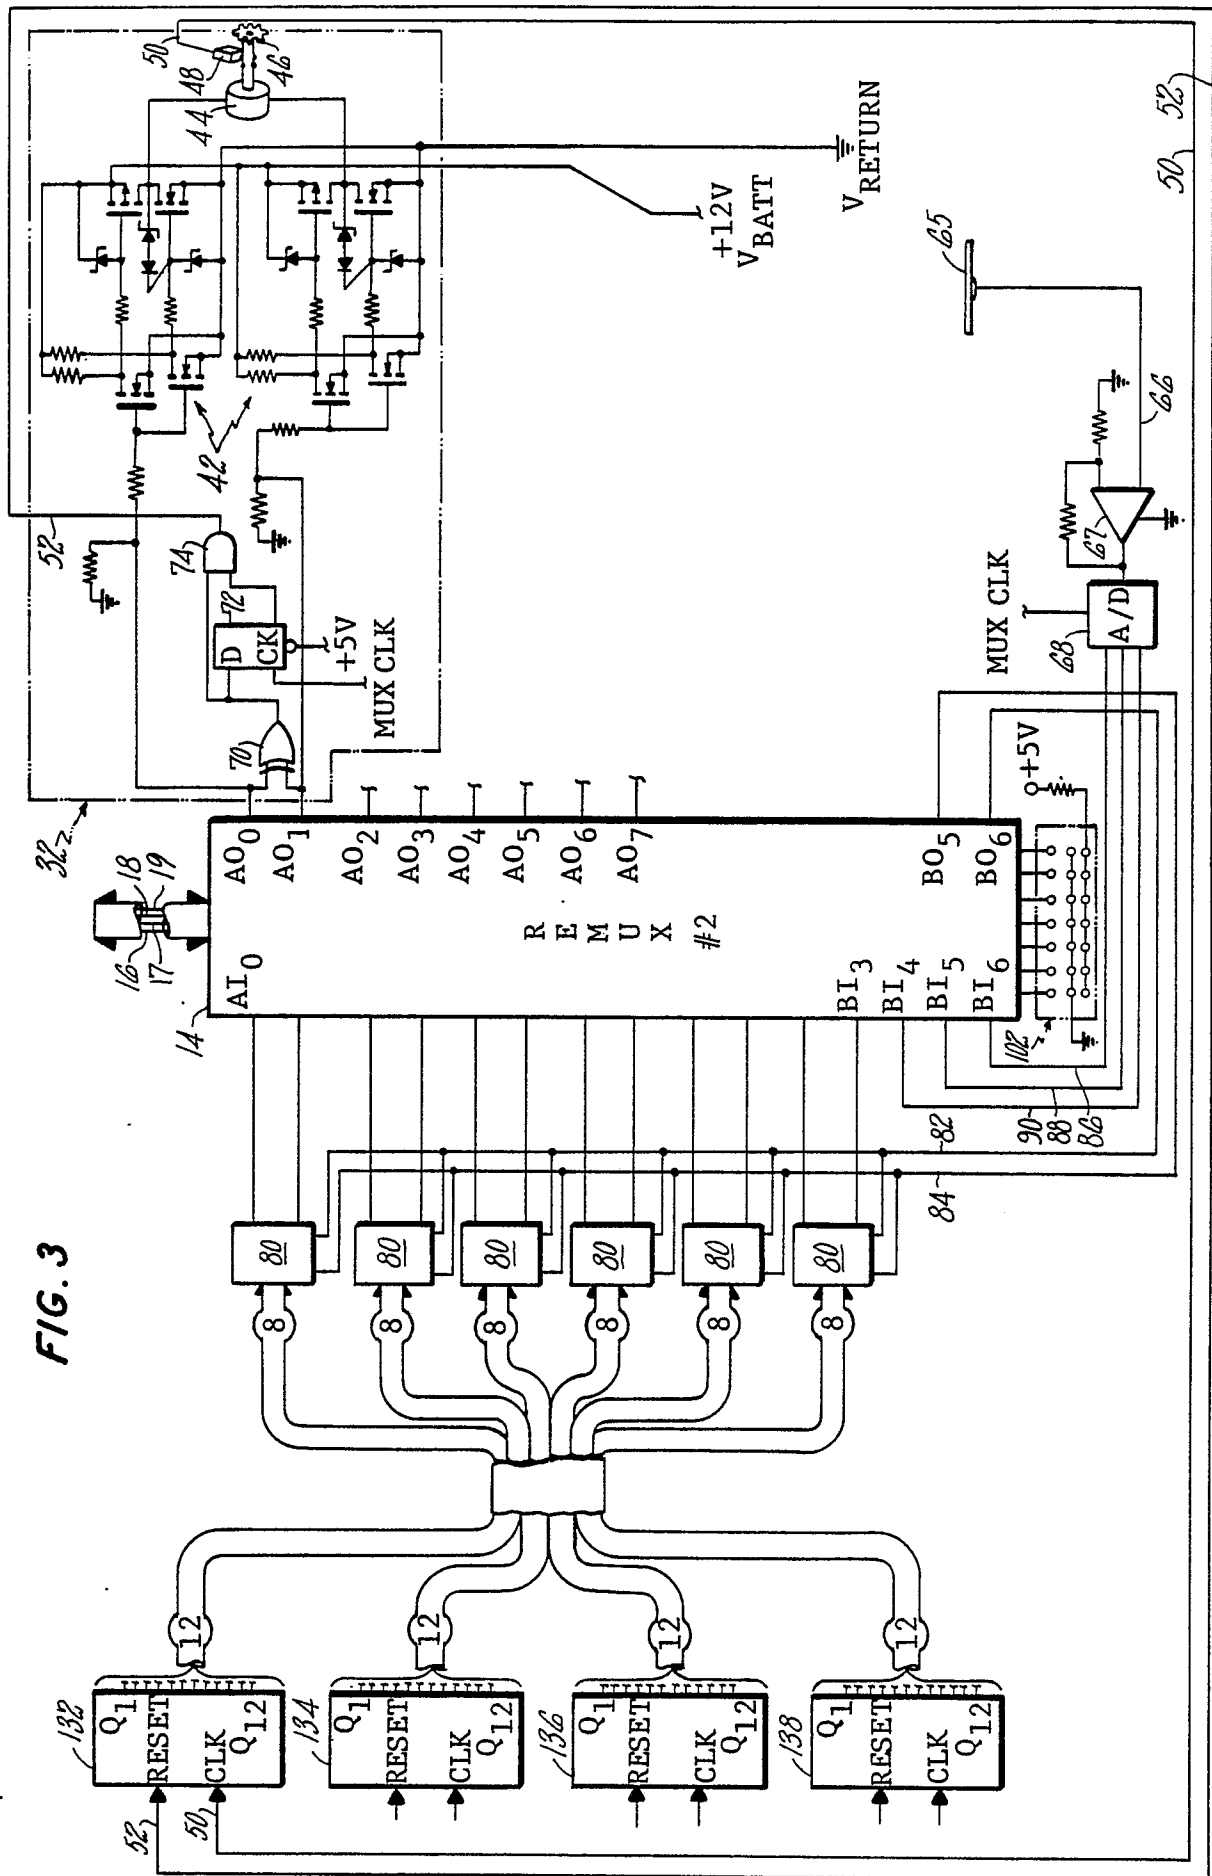 FIG. 3
132
Q1
RESET
CLK
Q12
52
50
12
134
Q1
RESET
CLK
Q12
12
136
Q1
RESET
CLK
Q12
12
138
Q1
RESET
CLK
Q12
12
8
8
8
8
8
8
80
80
80
80
80
80
84
82
90
88
86
14
16
17
18
19
AI0
BI3
BI4
BI5
BI6
REMUX
#2
AO0
AO1
AO2
AO3
AO4
AO5
AO6
AO7
BO5
BO6
102
+5V
32
70
D
CK
72
74
+5V
MUX CLK
52
42
44
48
50
46
+12V
VBATT
VRETURN
MUX CLK
68
A/D
67
66
65
50
52